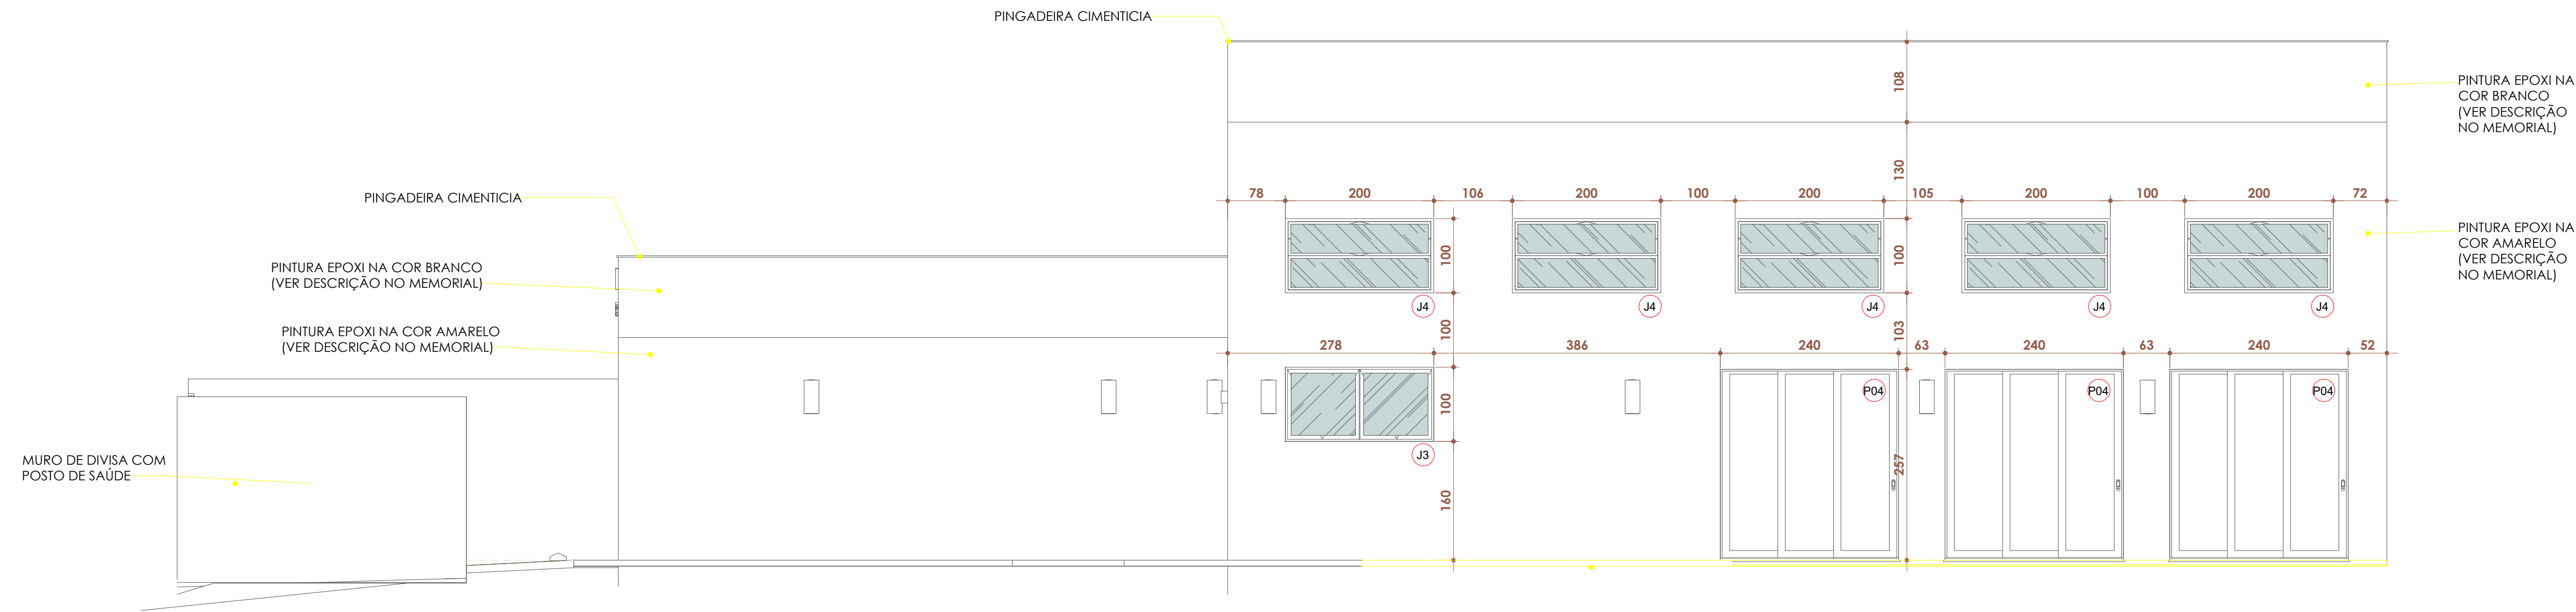 PINGADEIRA CIMENTICIA
108
PINTURA EPOXI NA
COR BRANCO
(VER DESCRIÇÃO
NO MEMORIAL)
130
78 200 106 200 100 200 105 200 100 200 72
PINGADEIRA CIMENTICIA
PINTURA EPOXI NA
COR AMARELO
(VER DESCRIÇÃO
NO MEMORIAL)
100 100
PINTURA EPOXI NA COR BRANCO
(VER DESCRIÇÃO NO MEMORIAL)
J4 J4 J4 J4 J4
100 103
PINTURA EPOXI NA COR AMARELO
(VER DESCRIÇÃO NO MEMORIAL)
278 386 240 63 240 63 240 52
P04 P04 P04
100
J3
MURO DE DIVISA COM
POSTO DE SAÚDE
257
160